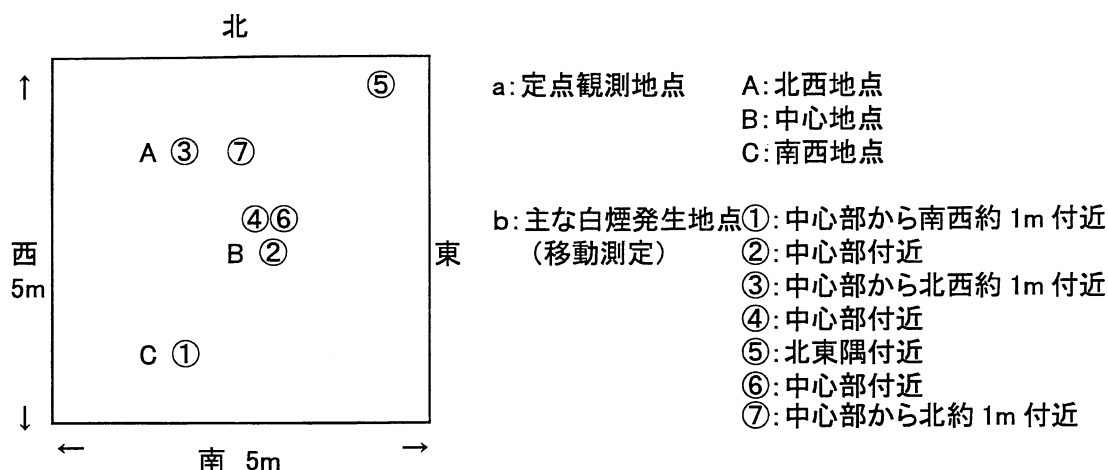 北
↑
⑤
a:定点観測地点 A:北西地点
B:中心地点
C:南西地点
A ③ ⑦
④⑥
b:主な白煙発生地点①:中心部から南西約1m付近
西 B ② 東 (移動測定) ②:中心部付近
5m ③:中心部から北西約1m付近
④:中心部付近
C ① ⑤:北東隅付近
⑥:中心部付近
↓ ⑦:中心部から北約1m付近
← 南 5m →